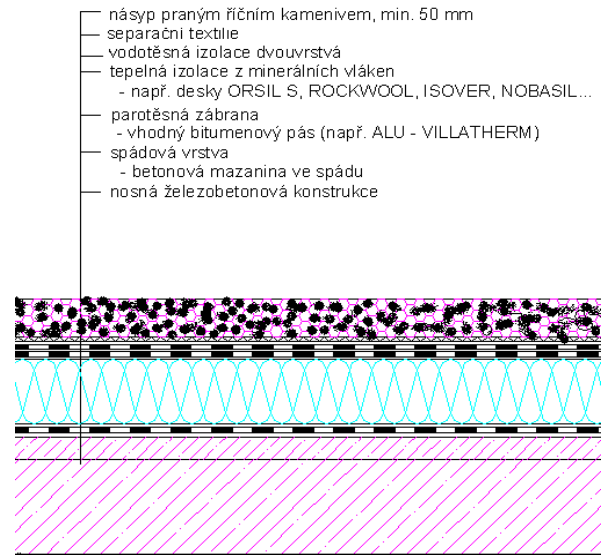 násyp praným říčním kamenivem, min. 50 mm
separační textilie
vodotěsná izolace dvouvrstvá
tepelná izolace z minerálních vláken
- např. desky ORSIL S, ROCKWOOL, ISOVER, NOBASIL...
parotěsná zábrana
- vhodný bitumenový pás (např. ALU - VILLATHERM)
spádová vrstva
- betonová mazanina ve spádu
nosná železobetonová konstrukce